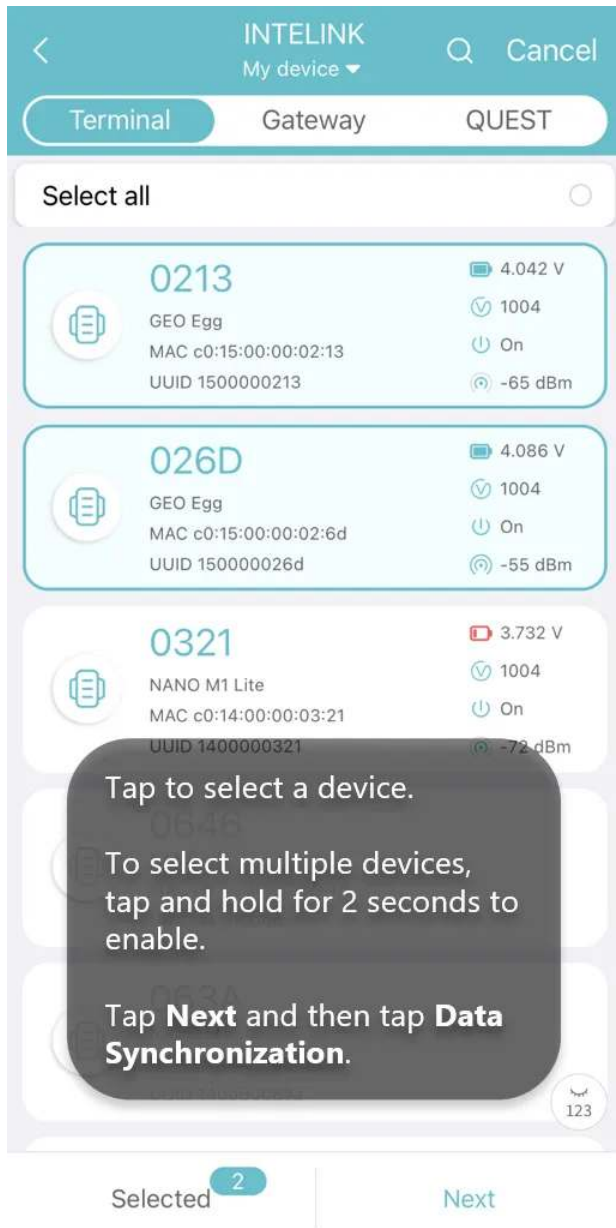 INTELINK
Cancel
My device
Terminal
Gateway
QUEST
Select all
0213
4.042 V
GEO Egg
1004
MAC c0:15:00:00:02:13
On
UUID 1500000213
-65 dBm
026D
4.086 V
GEO Egg
1004
MAC c0:15:00:00:02:6d
On
UUID 150000026d
-55 dBm
0321
3.732 V
NANO M1 Lite
1004
MAC c0:14:00:00:03:21
On
UUID 1400000321
-72 dBm
Tap to select a device.
0646
To select multiple devices,
tap and hold for 2 seconds to
enable.
063A
Tap Next and then tap Data
Synchronization.
123
Selected
2
Next